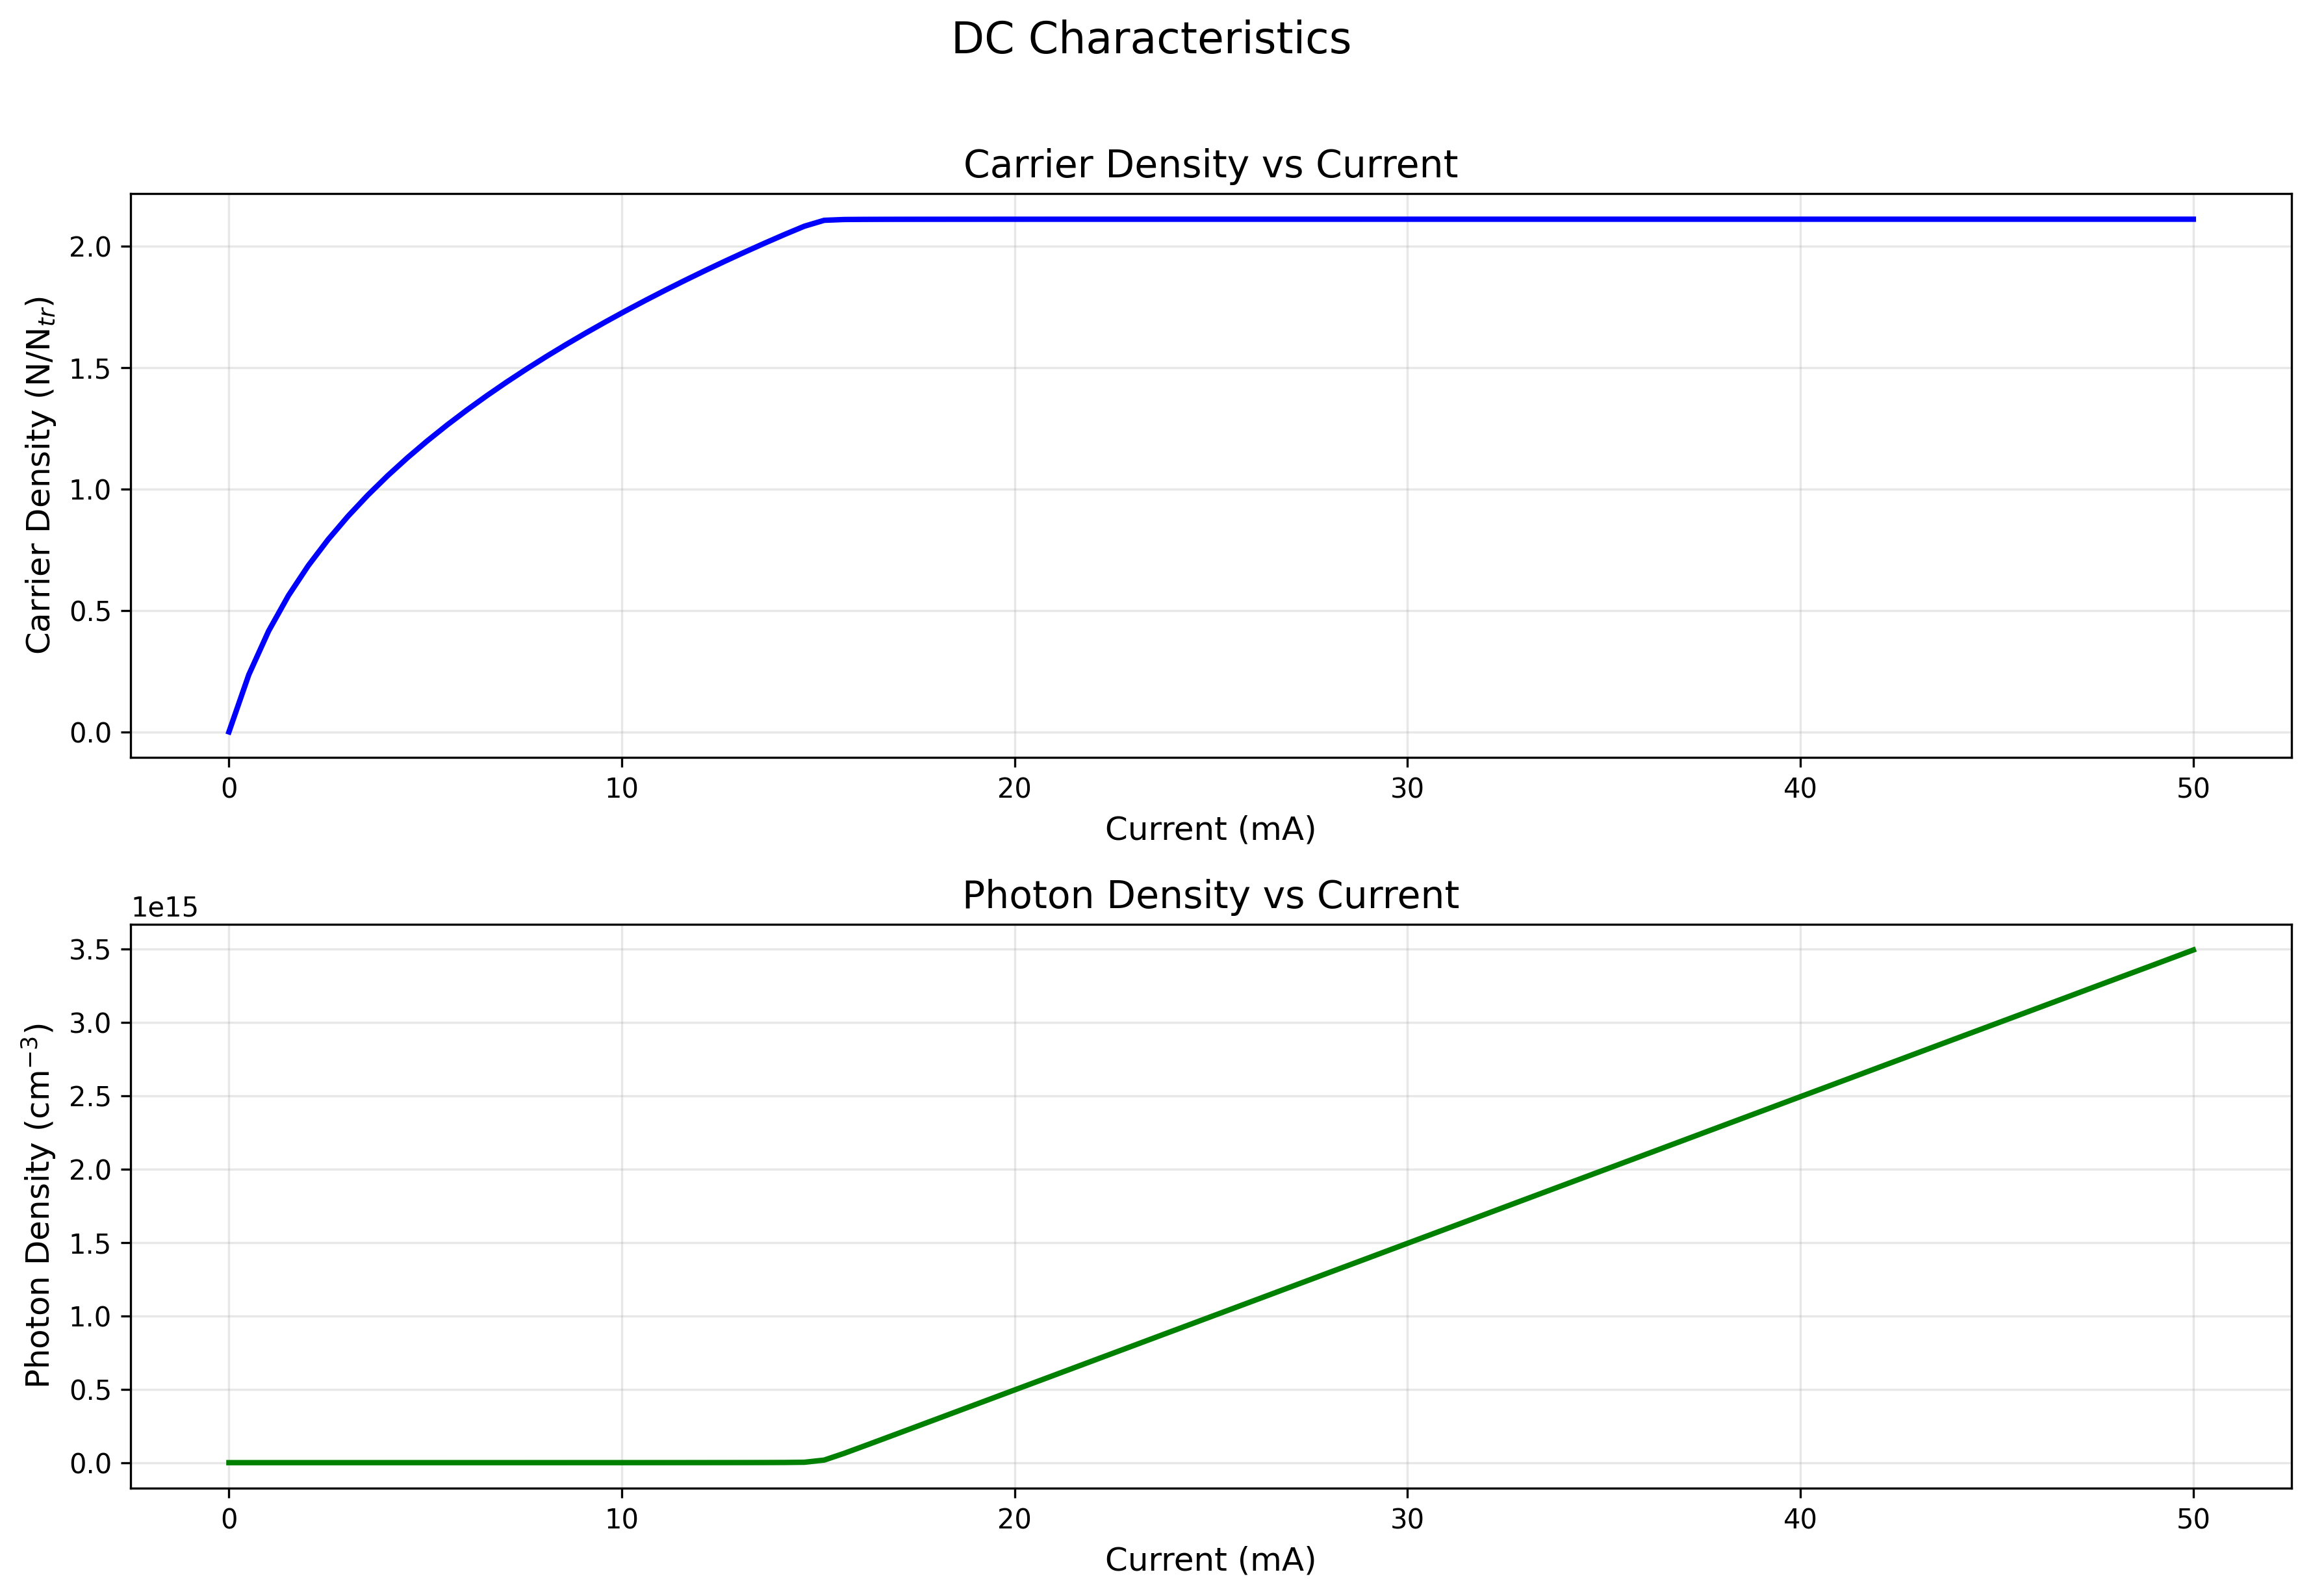 DC Characteristics
Carrier Density vs Current
Carrier Density (N/N_tr)
2.0
1.5
1.0
0.5
0.0
0 10 20 30 40 50
Current (mA)
Photon Density vs Current
1e15
Photon Density (cm⁻³)
3.5
3.0
2.5
2.0
1.5
1.0
0.5
0.0
0 10 20 30 40 50
Current (mA)